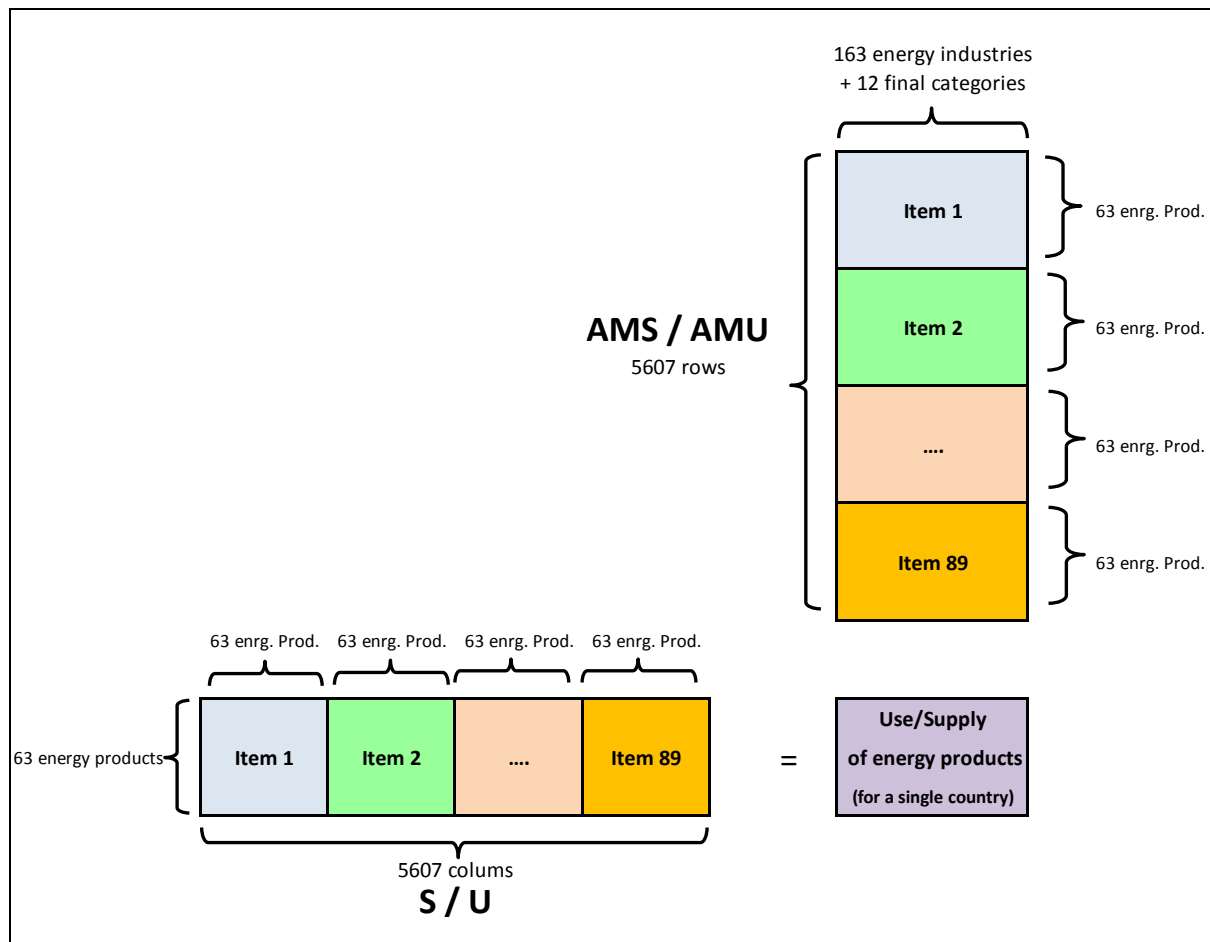 163 energy industries
+ 12 final categories
Item 1
63 enrg. Prod.
AMS / AMU
5607 rows
Item 2
63 enrg. Prod.
....
63 enrg. Prod.
Item 89
63 enrg. Prod.
63 enrg. Prod. 63 enrg. Prod. 63 enrg. Prod. 63 enrg. Prod.
63 energy products
Item 1 Item 2 .... Item 89
=
Use/Supply
of energy products
(for a single country)
5607 colums
S / U